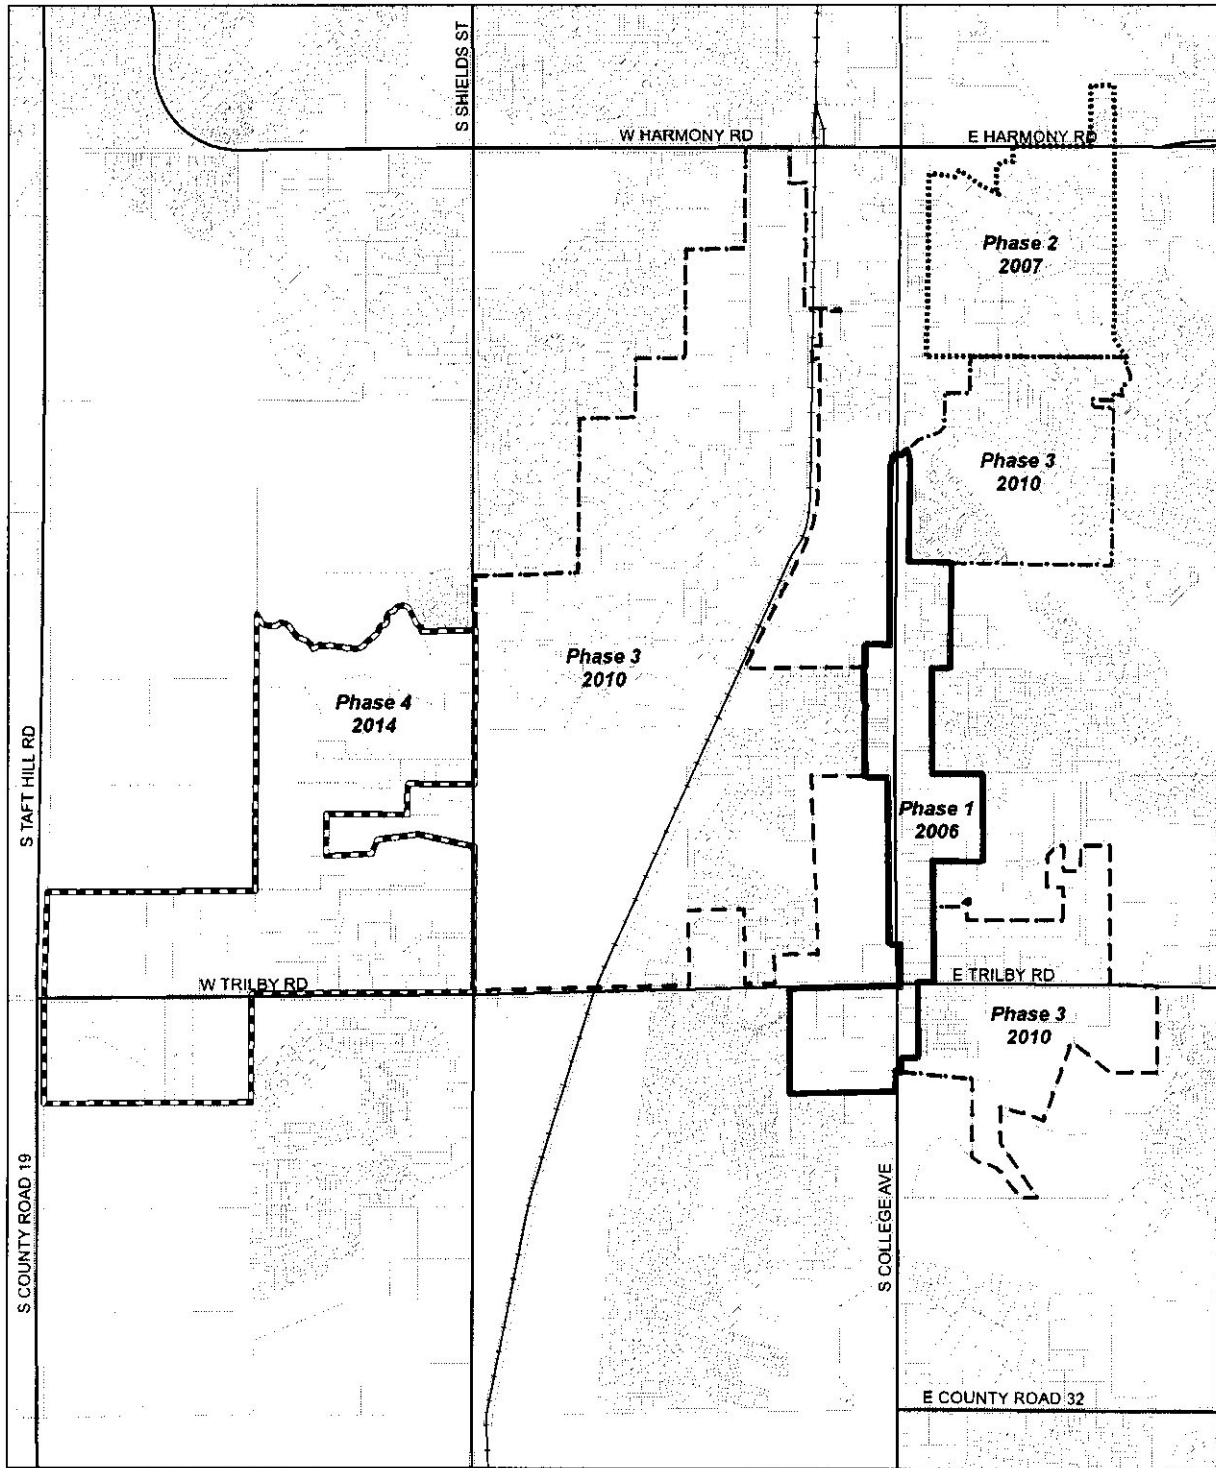 S SHIELDS ST
W HARMONY RD
E HARMONY RD
Phase 2
2007
Phase 3
2010
Phase 3
2010
Phase 4
2014
S TAFT HILL RD
Phase 1
2006
W TRILBY RD
E TRILBY RD
Phase 3
2010
S COUNTY ROAD 19
S COLLEGE AVE
E COUNTY ROAD 32